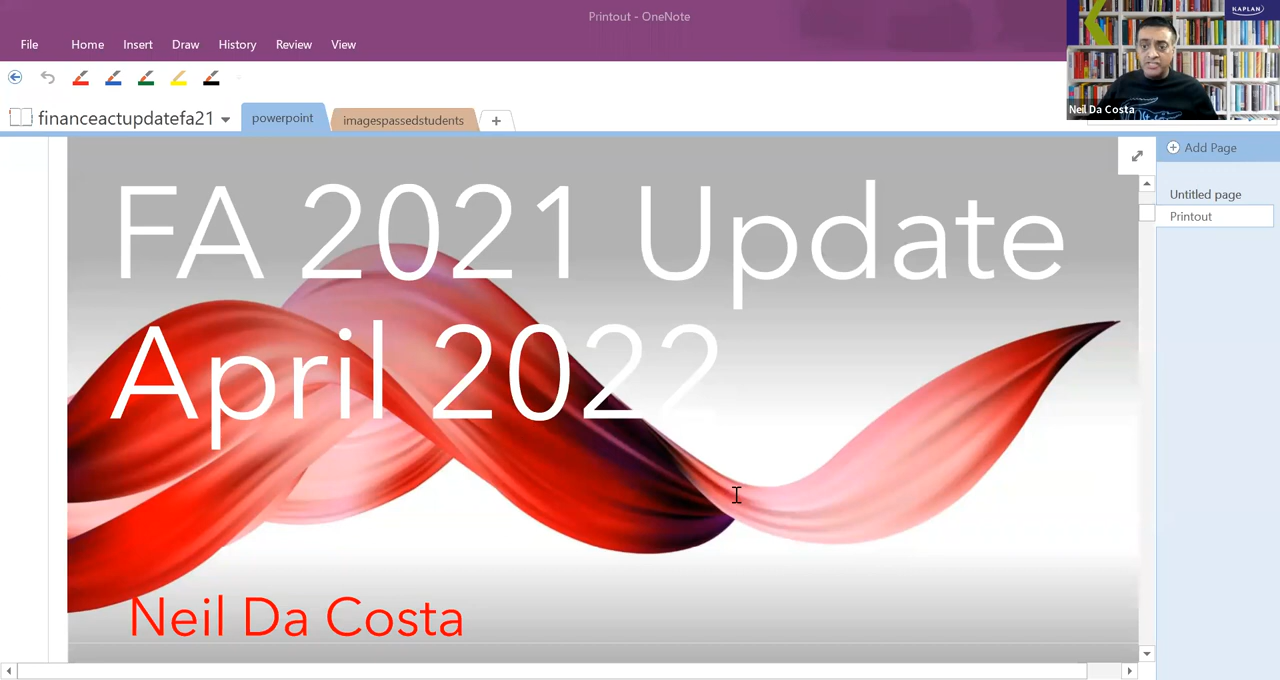 Printout - OneNote
KAPLAN
File Home Insert Draw History Review View
Neil Da Costa
financeactupdatefa21 powerpoint imagespassedstudents
Add Page
Untitled page
Printout
FA 2021 Update
April 2022
Neil Da Costa